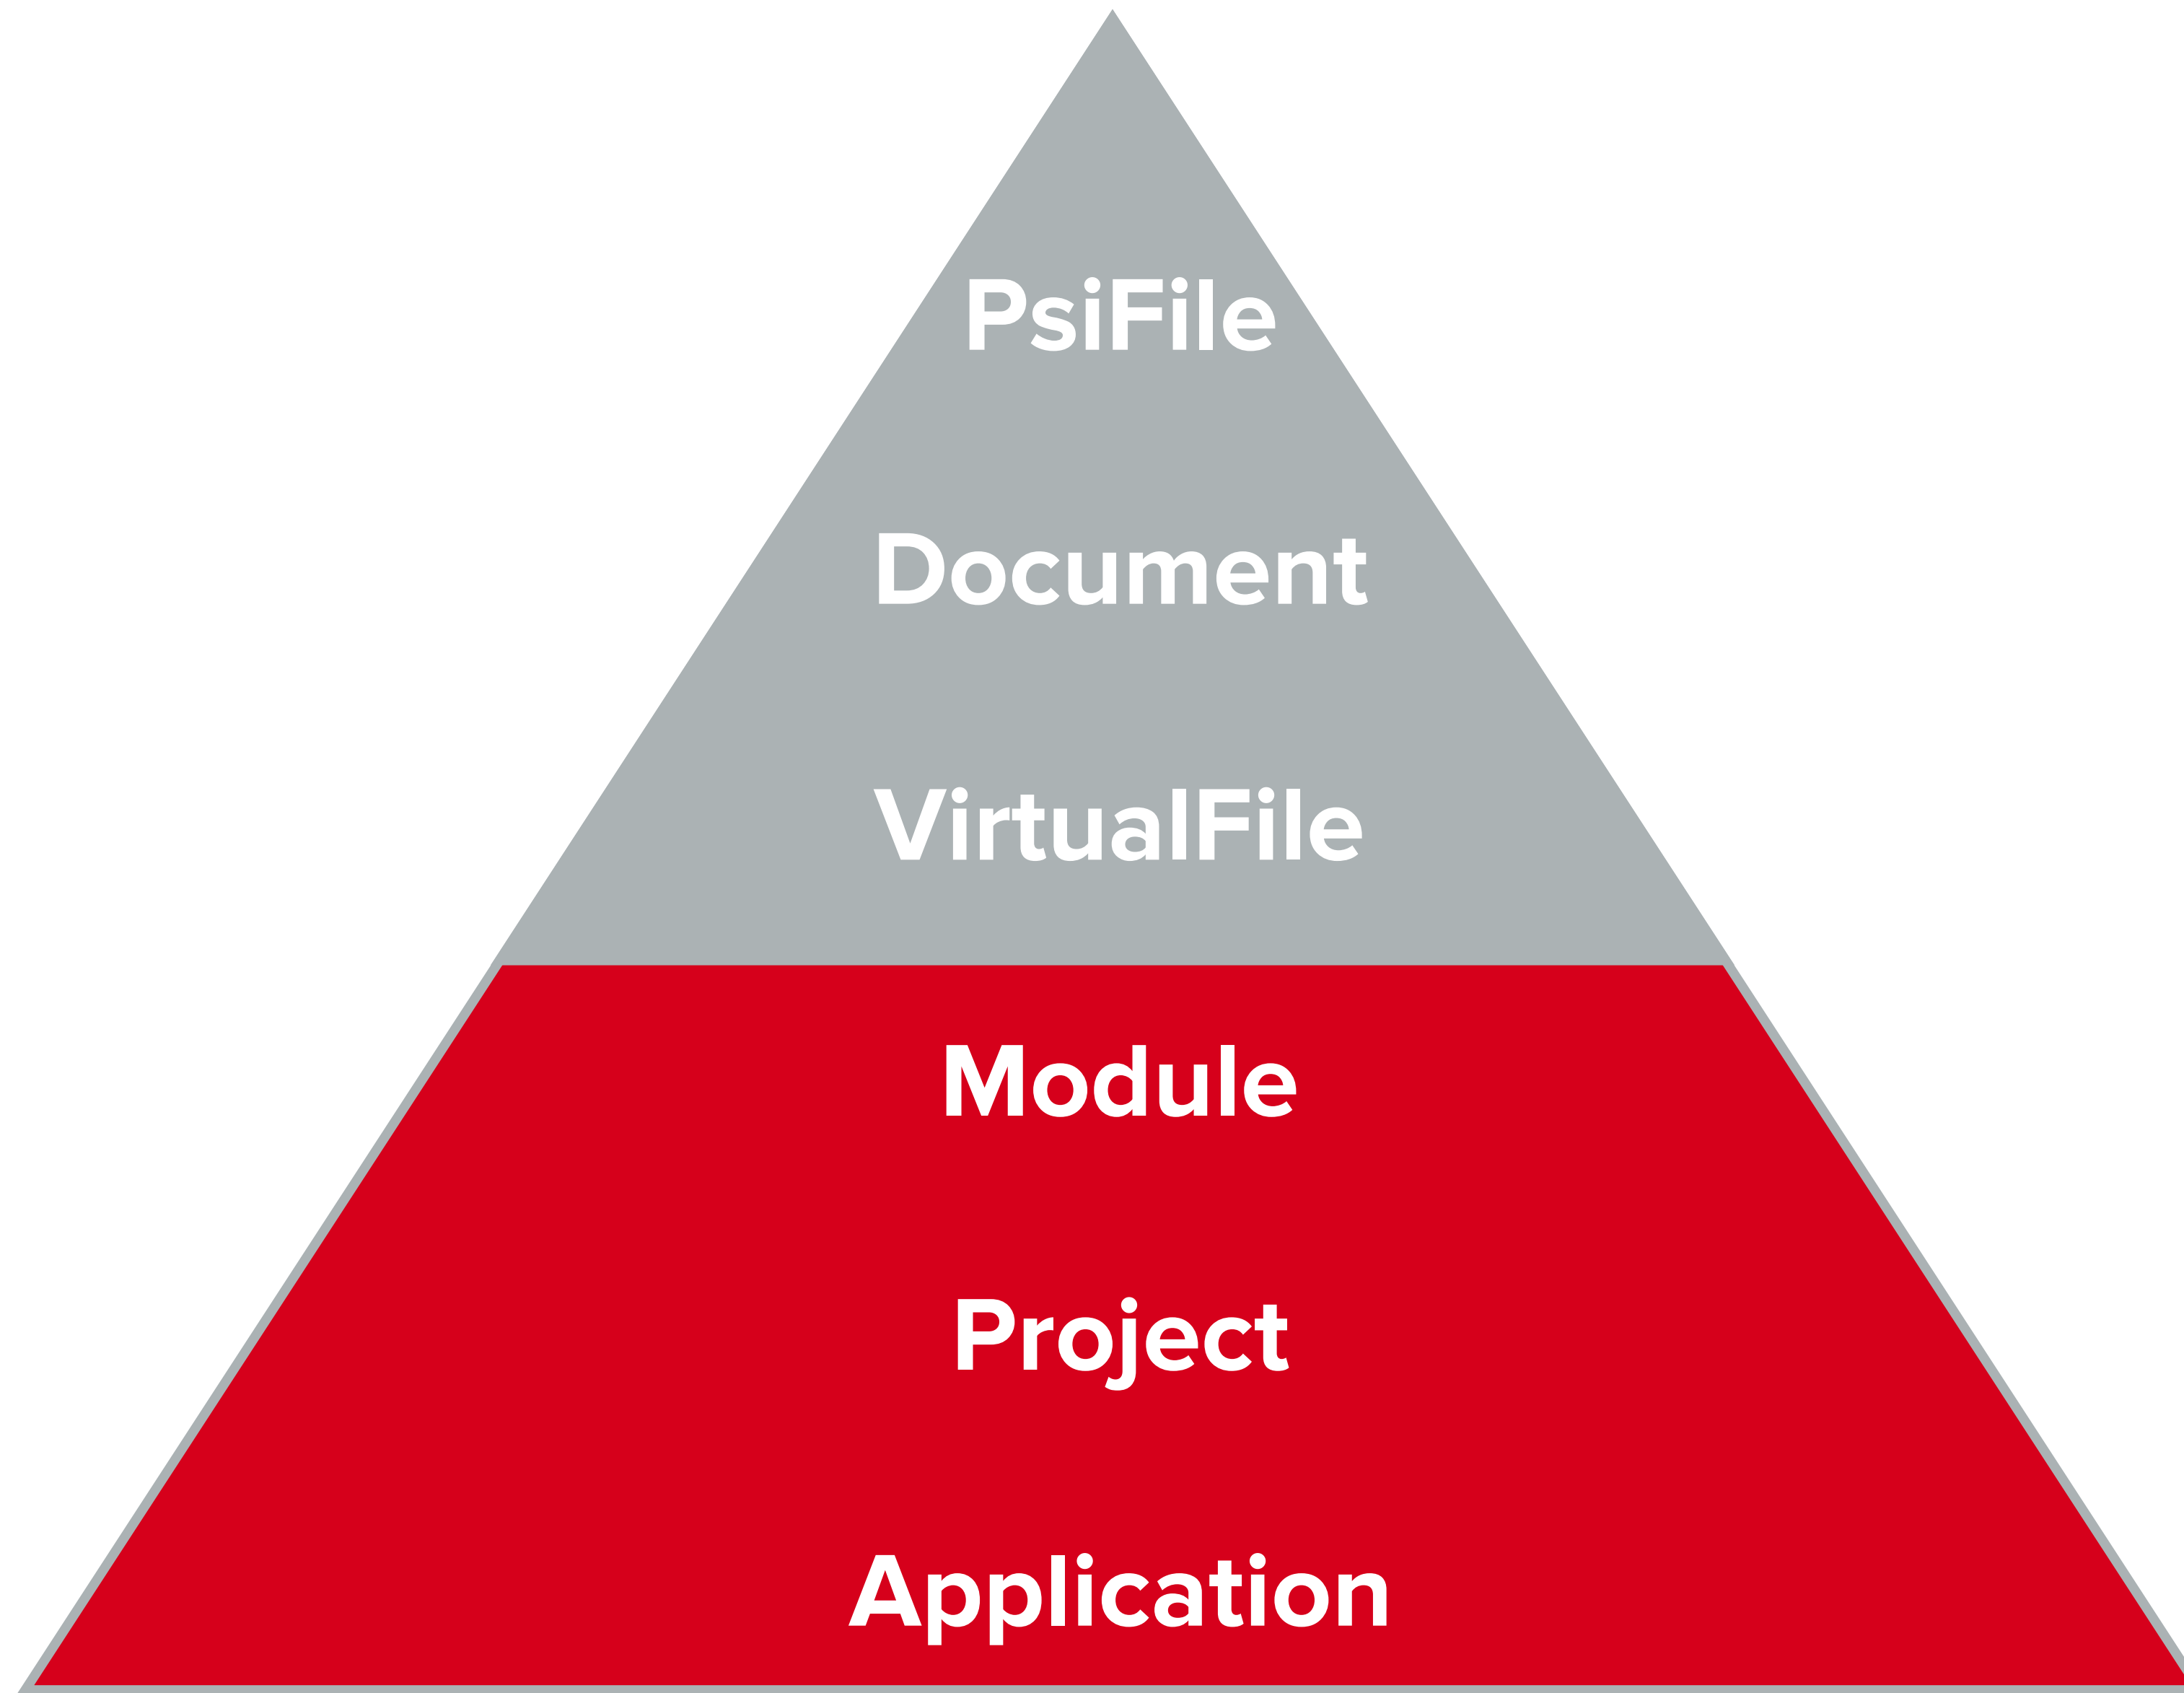 PsiFile
Document
VirtualFile
Module
Project
Application